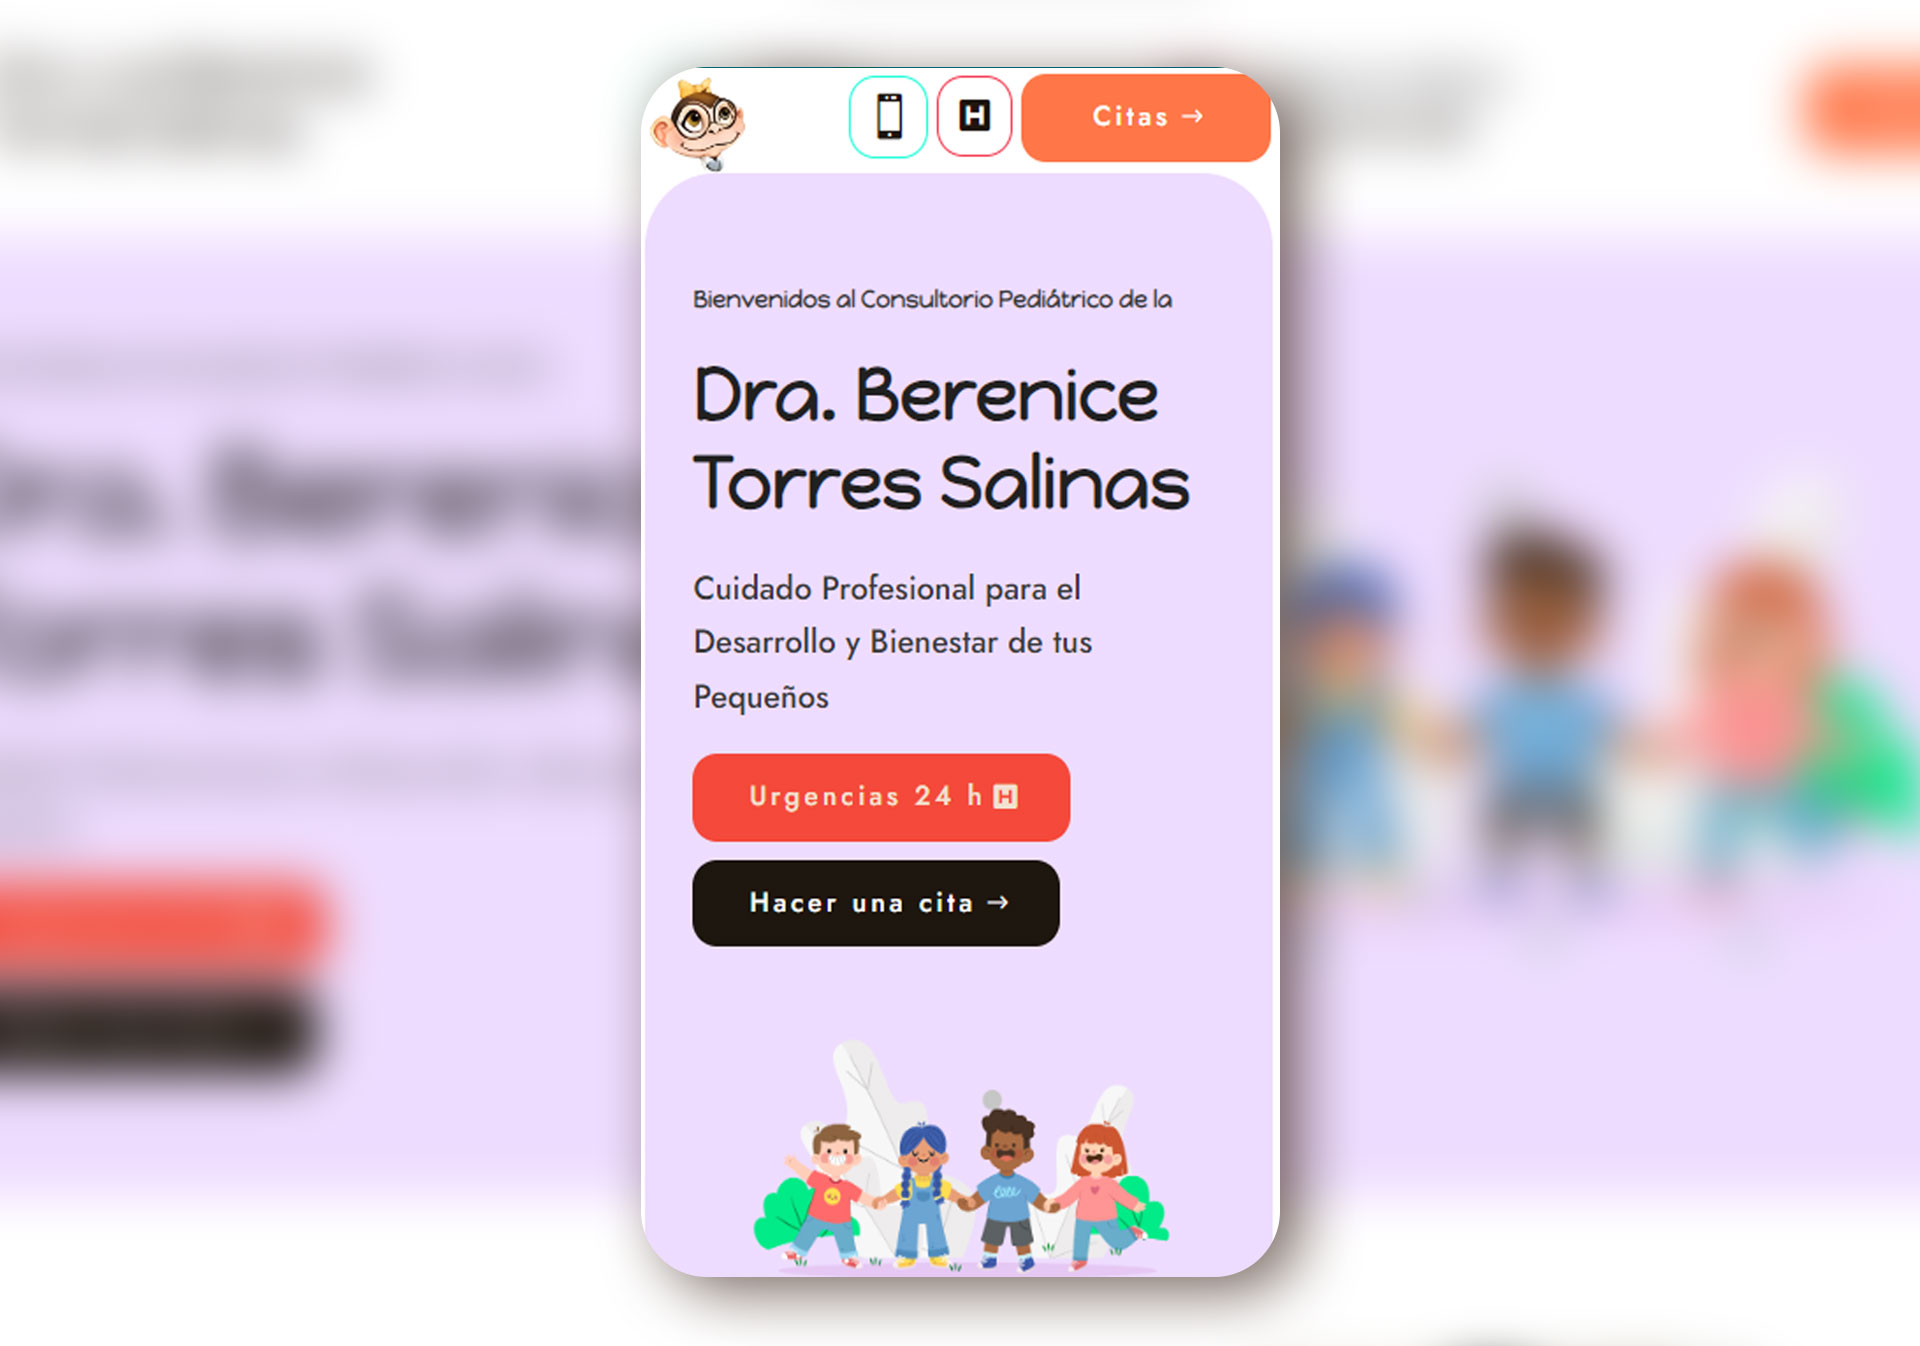 Citas →
Bienvenidos al Consultorio Pediátrico de la
Dra. Berenice
Torres Salinas
Cuidado Profesional para el
Desarrollo y Bienestar de tus
Pequeños
Urgencias 24 h H
Hacer una cita →